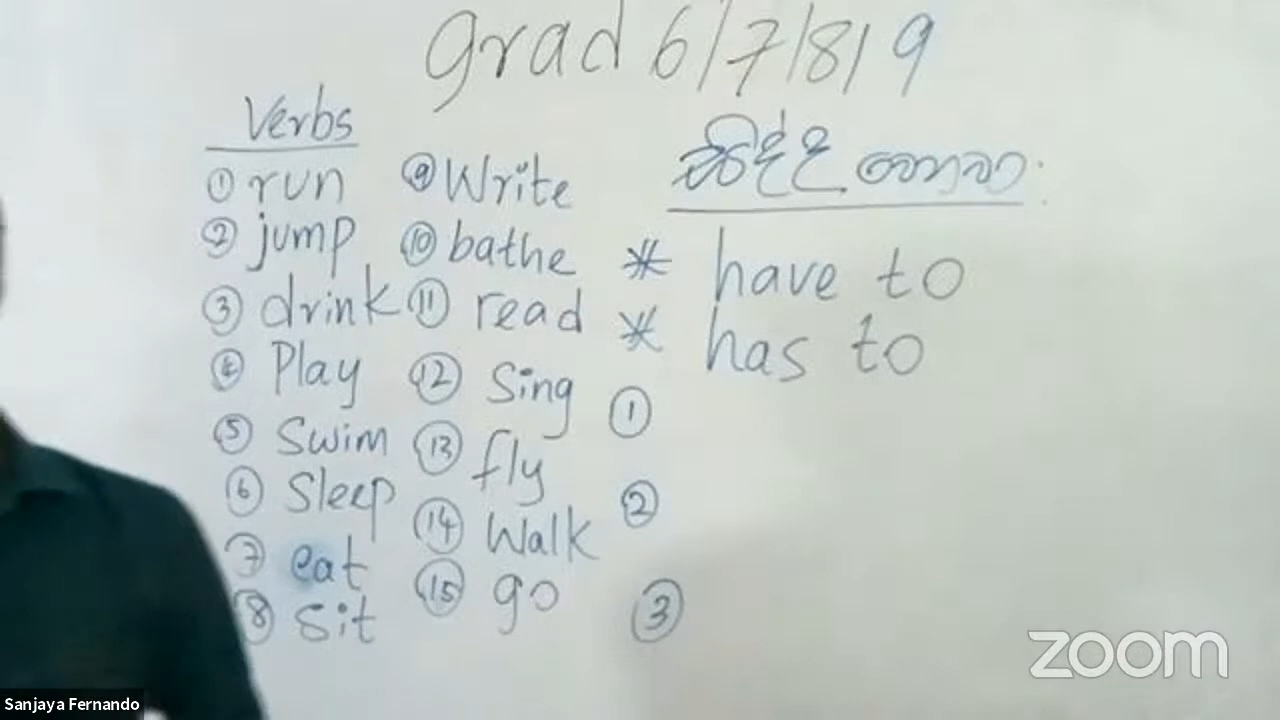 grad 6/7/8/9
Verbs
① run
② jump
③ drink
④ Play
⑤ Swim
⑥ Sleep
⑦ eat
⑧ Sit
⑨ Write
⑩ bathe
⑪ read
⑫ Sing
⑬ fly
⑭ Walk
⑮ go
සිද්ද වෙනවා.
* have to
* has to
①
②
③
zoom
Sanjaya Fernando